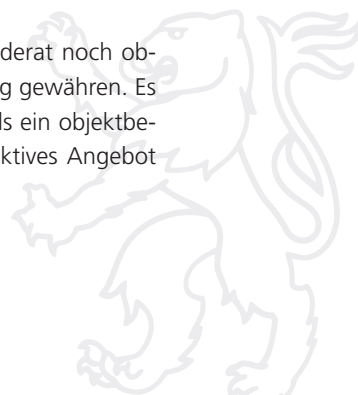 derat noch ob-
g gewähren. Es
ls ein objektbe-
ktives Angebot